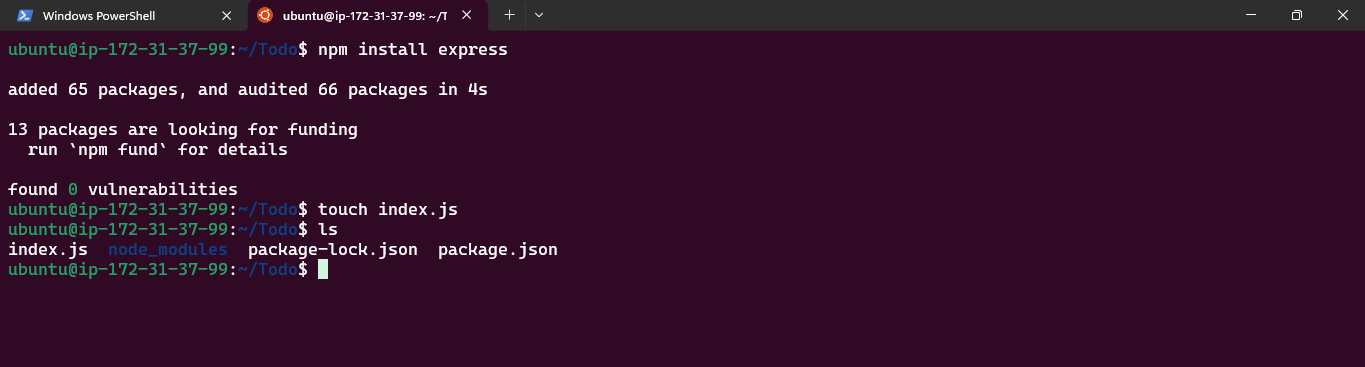 Windows PowerShell
ubuntu@ip-172-31-37-99: ~/T
ubuntu@ip-172-31-37-99:~/Todo$ npm install express
added 65 packages, and audited 66 packages in 4s
13 packages are looking for funding
  run `npm fund` for details
found 0 vulnerabilities
ubuntu@ip-172-31-37-99:~/Todo$ touch index.js
ubuntu@ip-172-31-37-99:~/Todo$ ls
index.js  node_modules  package-lock.json  package.json
ubuntu@ip-172-31-37-99:~/Todo$